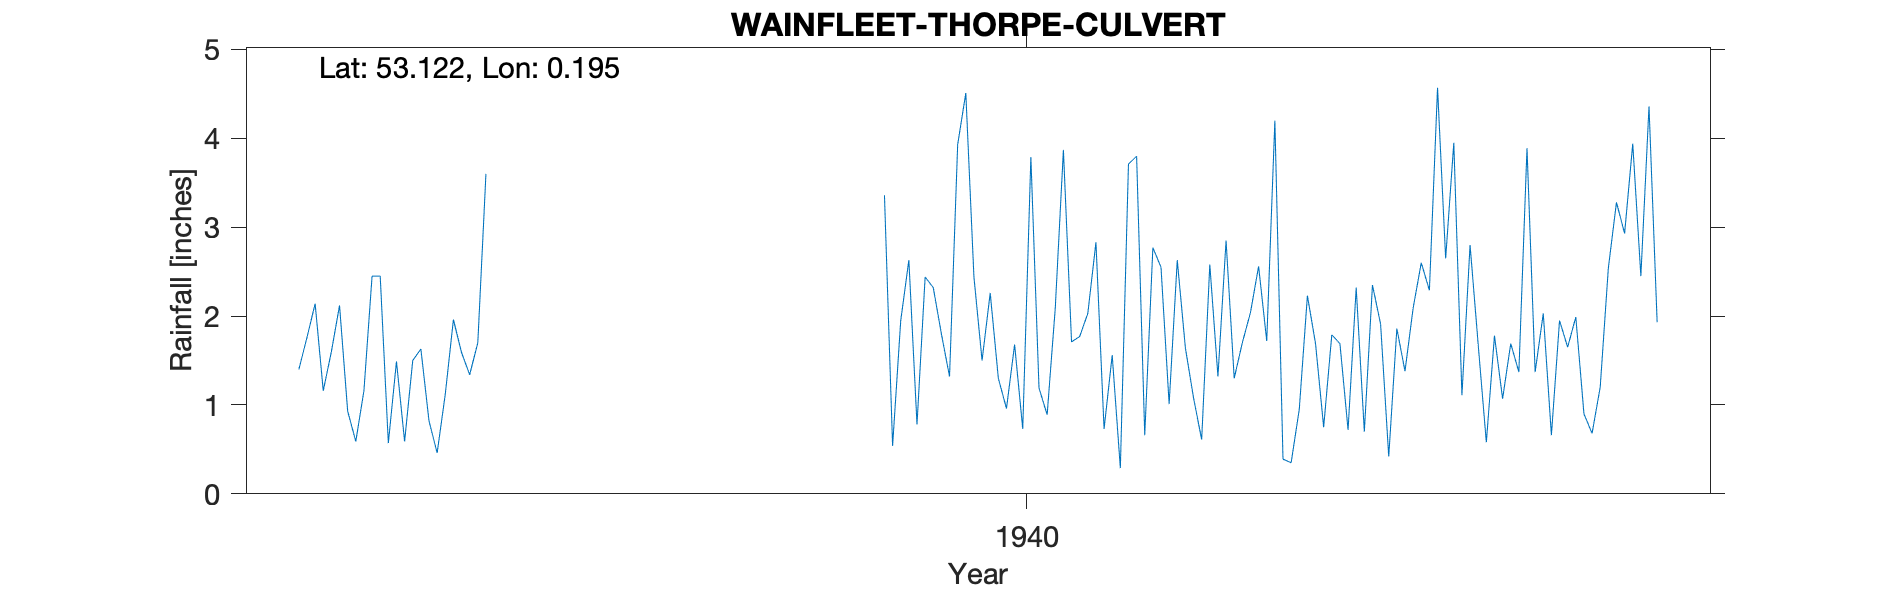 WAINFLEET-THORPE-CULVERT
Lat: 53.122, Lon: 0.195
5
4
3
2
1
0
Rainfall [inches]
1940
Year